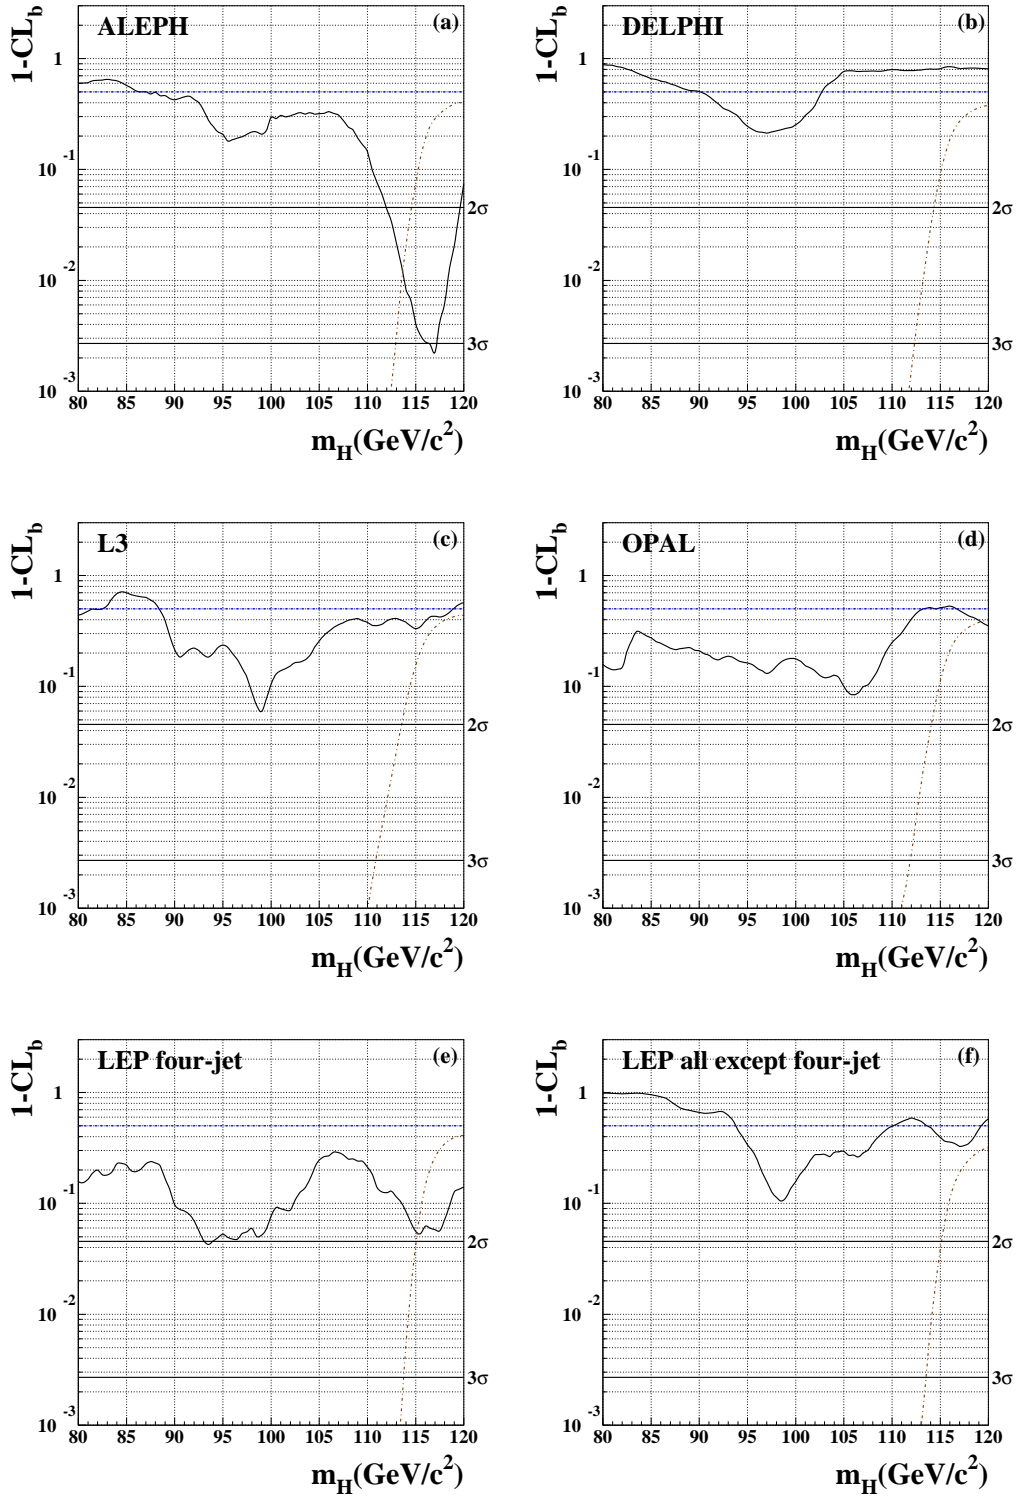 1-CL_b
ALEPH
(a)
1
10^-1
10^-2
10^-3
2σ
3σ
80 85 90 95 100 105 110 115 120
m_H(GeV/c^2)
1-CL_b
DELPHI
(b)
1
10^-1
10^-2
10^-3
2σ
3σ
80 85 90 95 100 105 110 115 120
m_H(GeV/c^2)
1-CL_b
L3
(c)
1
10^-1
10^-2
10^-3
2σ
3σ
80 85 90 95 100 105 110 115 120
m_H(GeV/c^2)
1-CL_b
OPAL
(d)
1
10^-1
10^-2
10^-3
2σ
3σ
80 85 90 95 100 105 110 115 120
m_H(GeV/c^2)
1-CL_b
LEP four-jet
(e)
1
10^-1
10^-2
10^-3
2σ
3σ
80 85 90 95 100 105 110 115 120
m_H(GeV/c^2)
1-CL_b
LEP all except four-jet
(f)
1
10^-1
10^-2
10^-3
2σ
3σ
80 85 90 95 100 105 110 115 120
m_H(GeV/c^2)